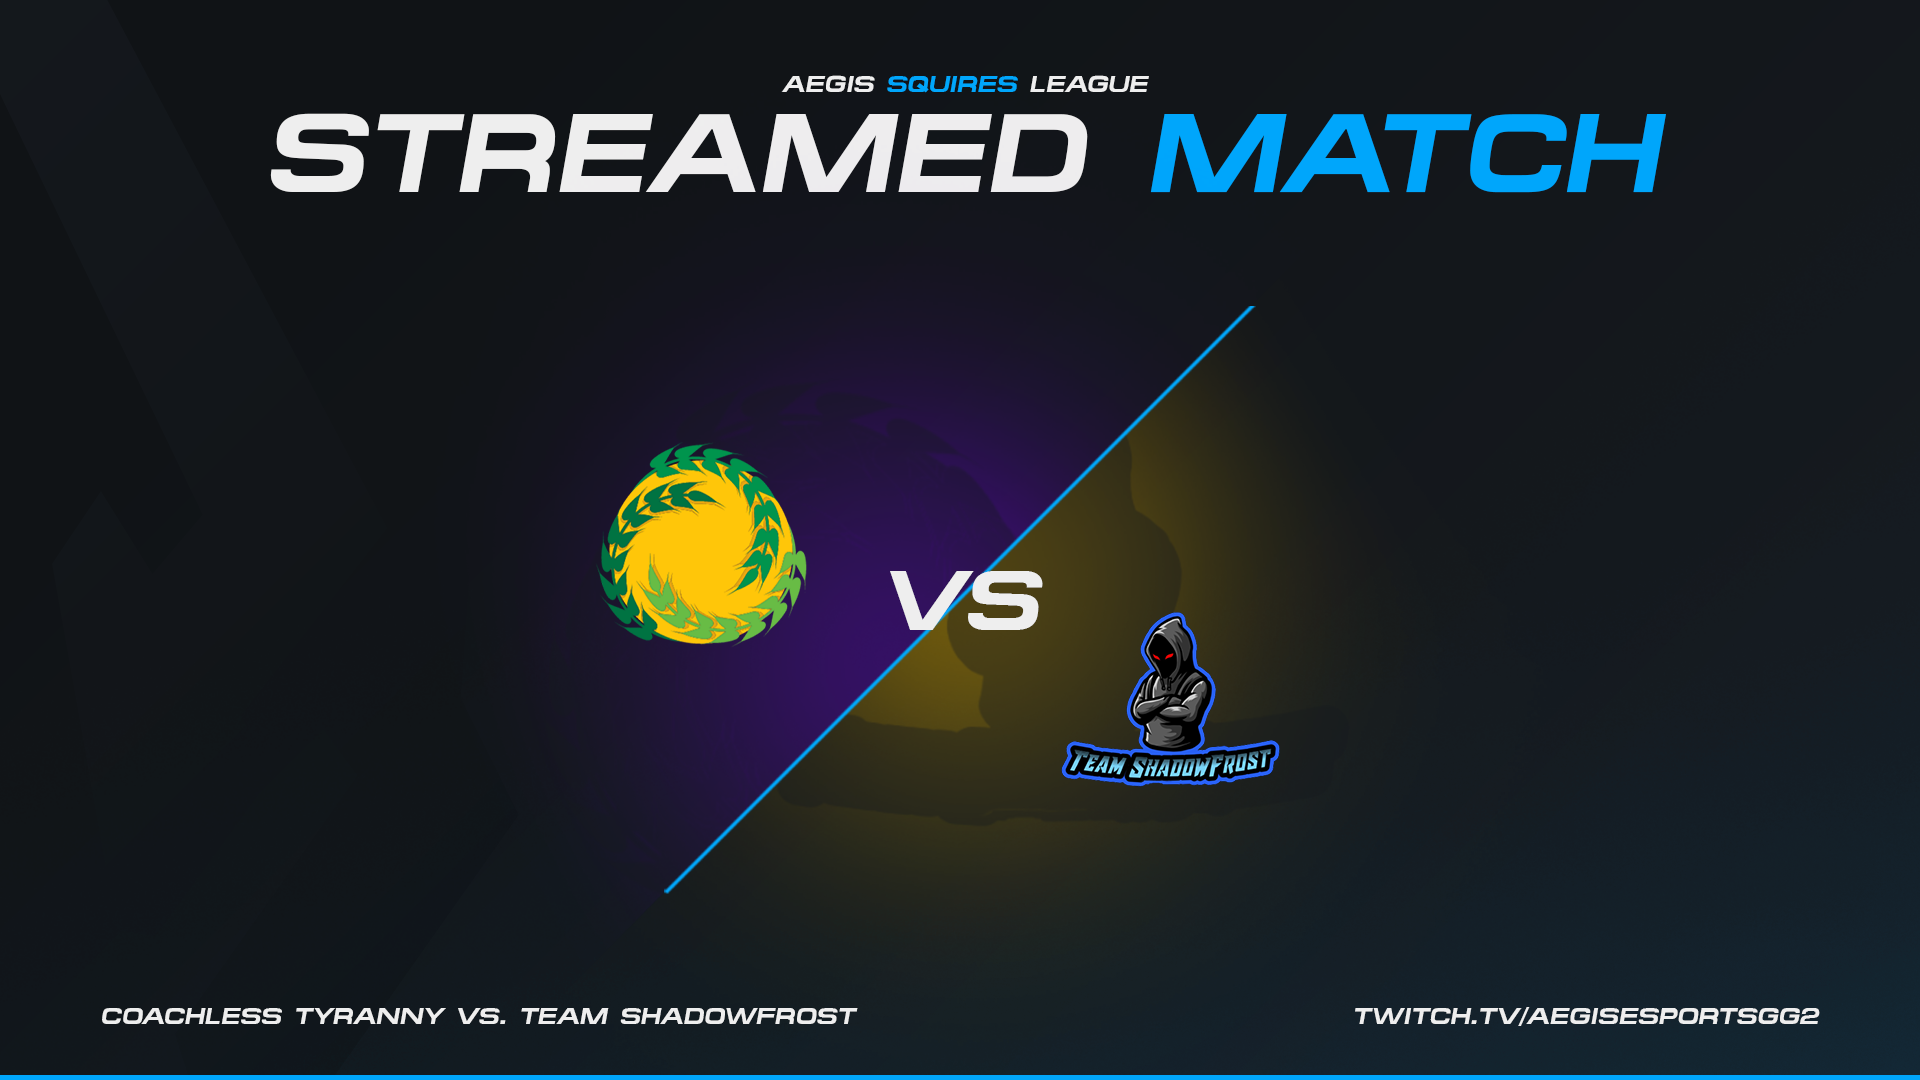 AEGIS SQUIRES LEAGUE
STREAMED MATCH
VS
TEAM SHADOWFROST
COACHLESS TYRANNY VS. TEAM SHADOWFROST
TWITCH.TV/AEGISESPORTSGG2